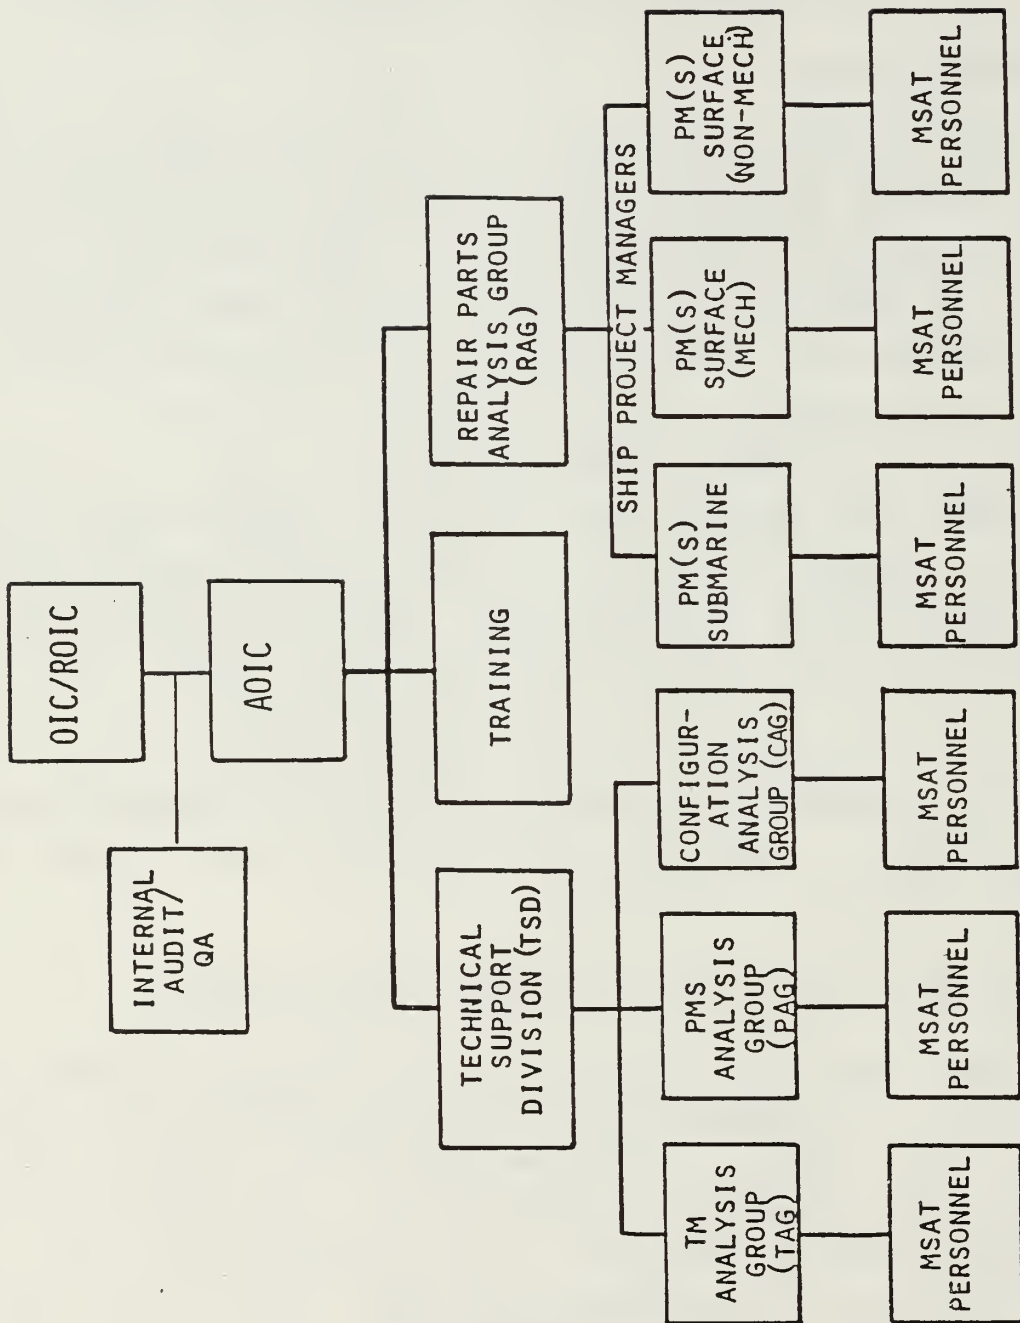 OIC/ROIC
INTERNAL
AUDIT/
QA
AOIC
TECHNICAL
SUPPORT
DIVISION (TSD)
TRAINING
REPAIR PARTS
ANALYSIS GROUP
(RAG)
SHIP PROJECT MANAGERS
TM
ANALYSIS
GROUP
(TAG)
PMS
ANALYSIS
GROUP
(PAG)
CONFIGUR-
ATION
ANALYSIS
GROUP (CAG)
PM(S)
SUBMARINE
PM(S)
SURFACE
(MECH)
PM(S)
SURFACE
(NON-MECH)
MSAT
PERSONNEL
MSAT
PERSONNEL
MSAT
PERSONNEL
MSAT
PERSONNEL
MSAT
PERSONNEL
MSAT
PERSONNEL